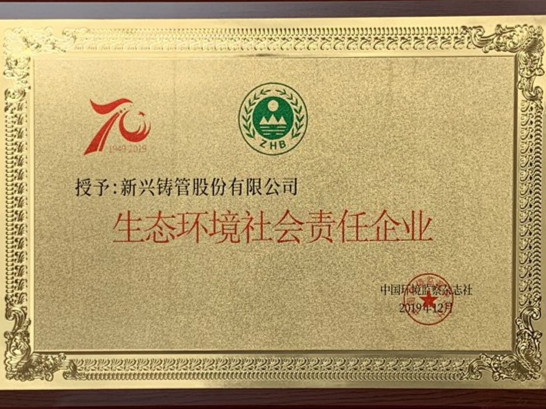 70
1949-2019
ZHB
授予:新兴铸管股份有限公司
生态环境社会责任企业
中国环境监察杂志社
2019年12月